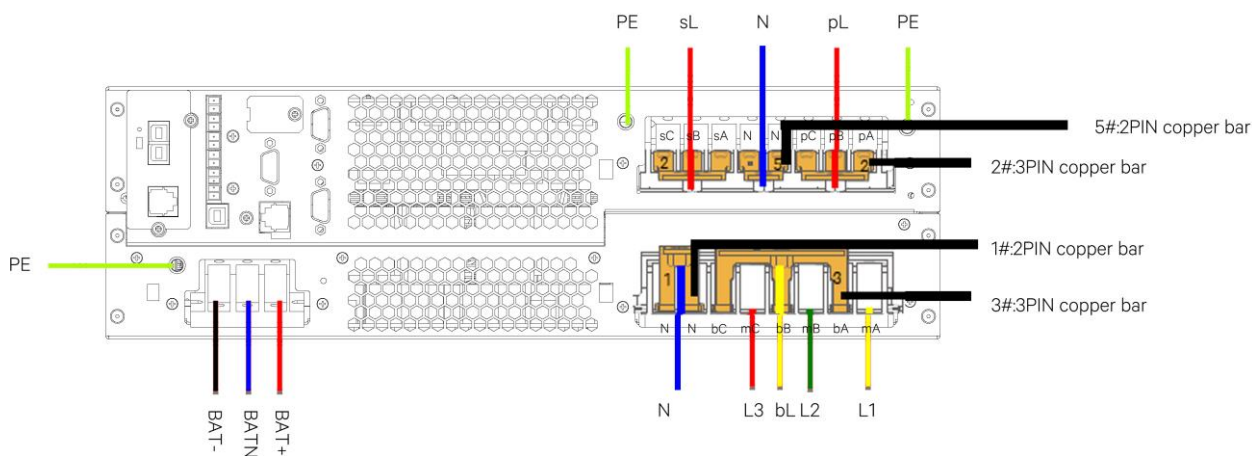 PE sL N pL PE
sC sB sA N N pC pB pA
2 5 2
5#:2PIN copper bar
2#:3PIN copper bar
1#:2PIN copper bar
3#:3PIN copper bar
PE
1 3
N N bC mC bB mB bA mA
N L3 bL L2 L1
BAT- BATN BAT+